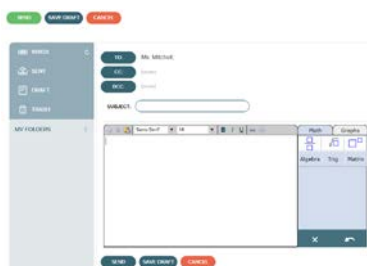 SEND SAVE DRAFT CANCEL
INBOX
SENT
DRAFT
TRASH
MY FOLDERS
TO: Ms. Mitchell
CC:
BCC:
SUBJECT:
Sans Serif B I U
Math Graphs
Algebra Trig Matrix
SEND SAVE DRAFT CANCEL